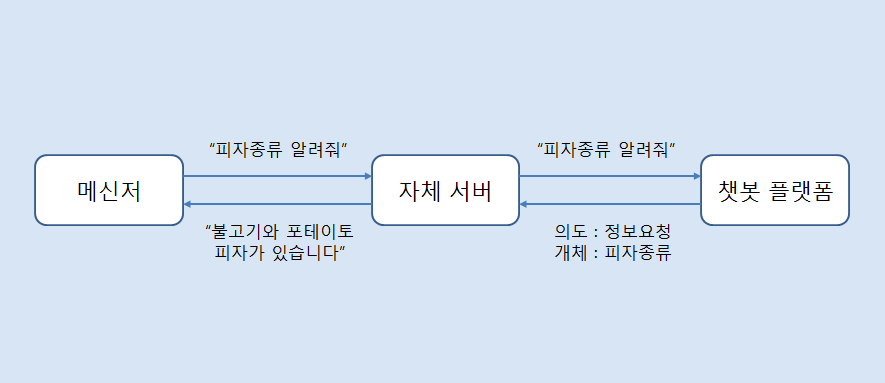 “피자종류 알려줘”
“피자종류 알려줘”
메신저
자체 서버
챗봇 플랫폼
“불고기와 포테이토
피자가 있습니다”
의도 : 정보요청
개체 : 피자종류